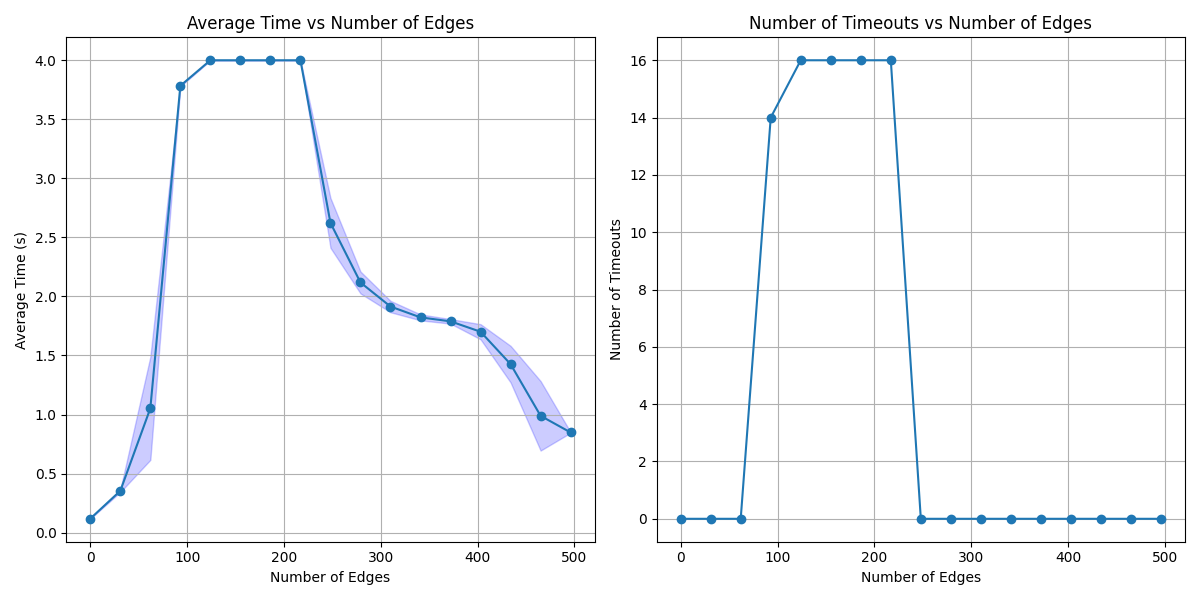 Average Time vs Number of Edges
Average Time (s)
4.0
3.5
3.0
2.5
2.0
1.5
1.0
0.5
0.0
0 100 200 300 400 500
Number of Edges
Number of Timeouts vs Number of Edges
Number of Timeouts
16
14
12
10
8
6
4
2
0
0 100 200 300 400 500
Number of Edges